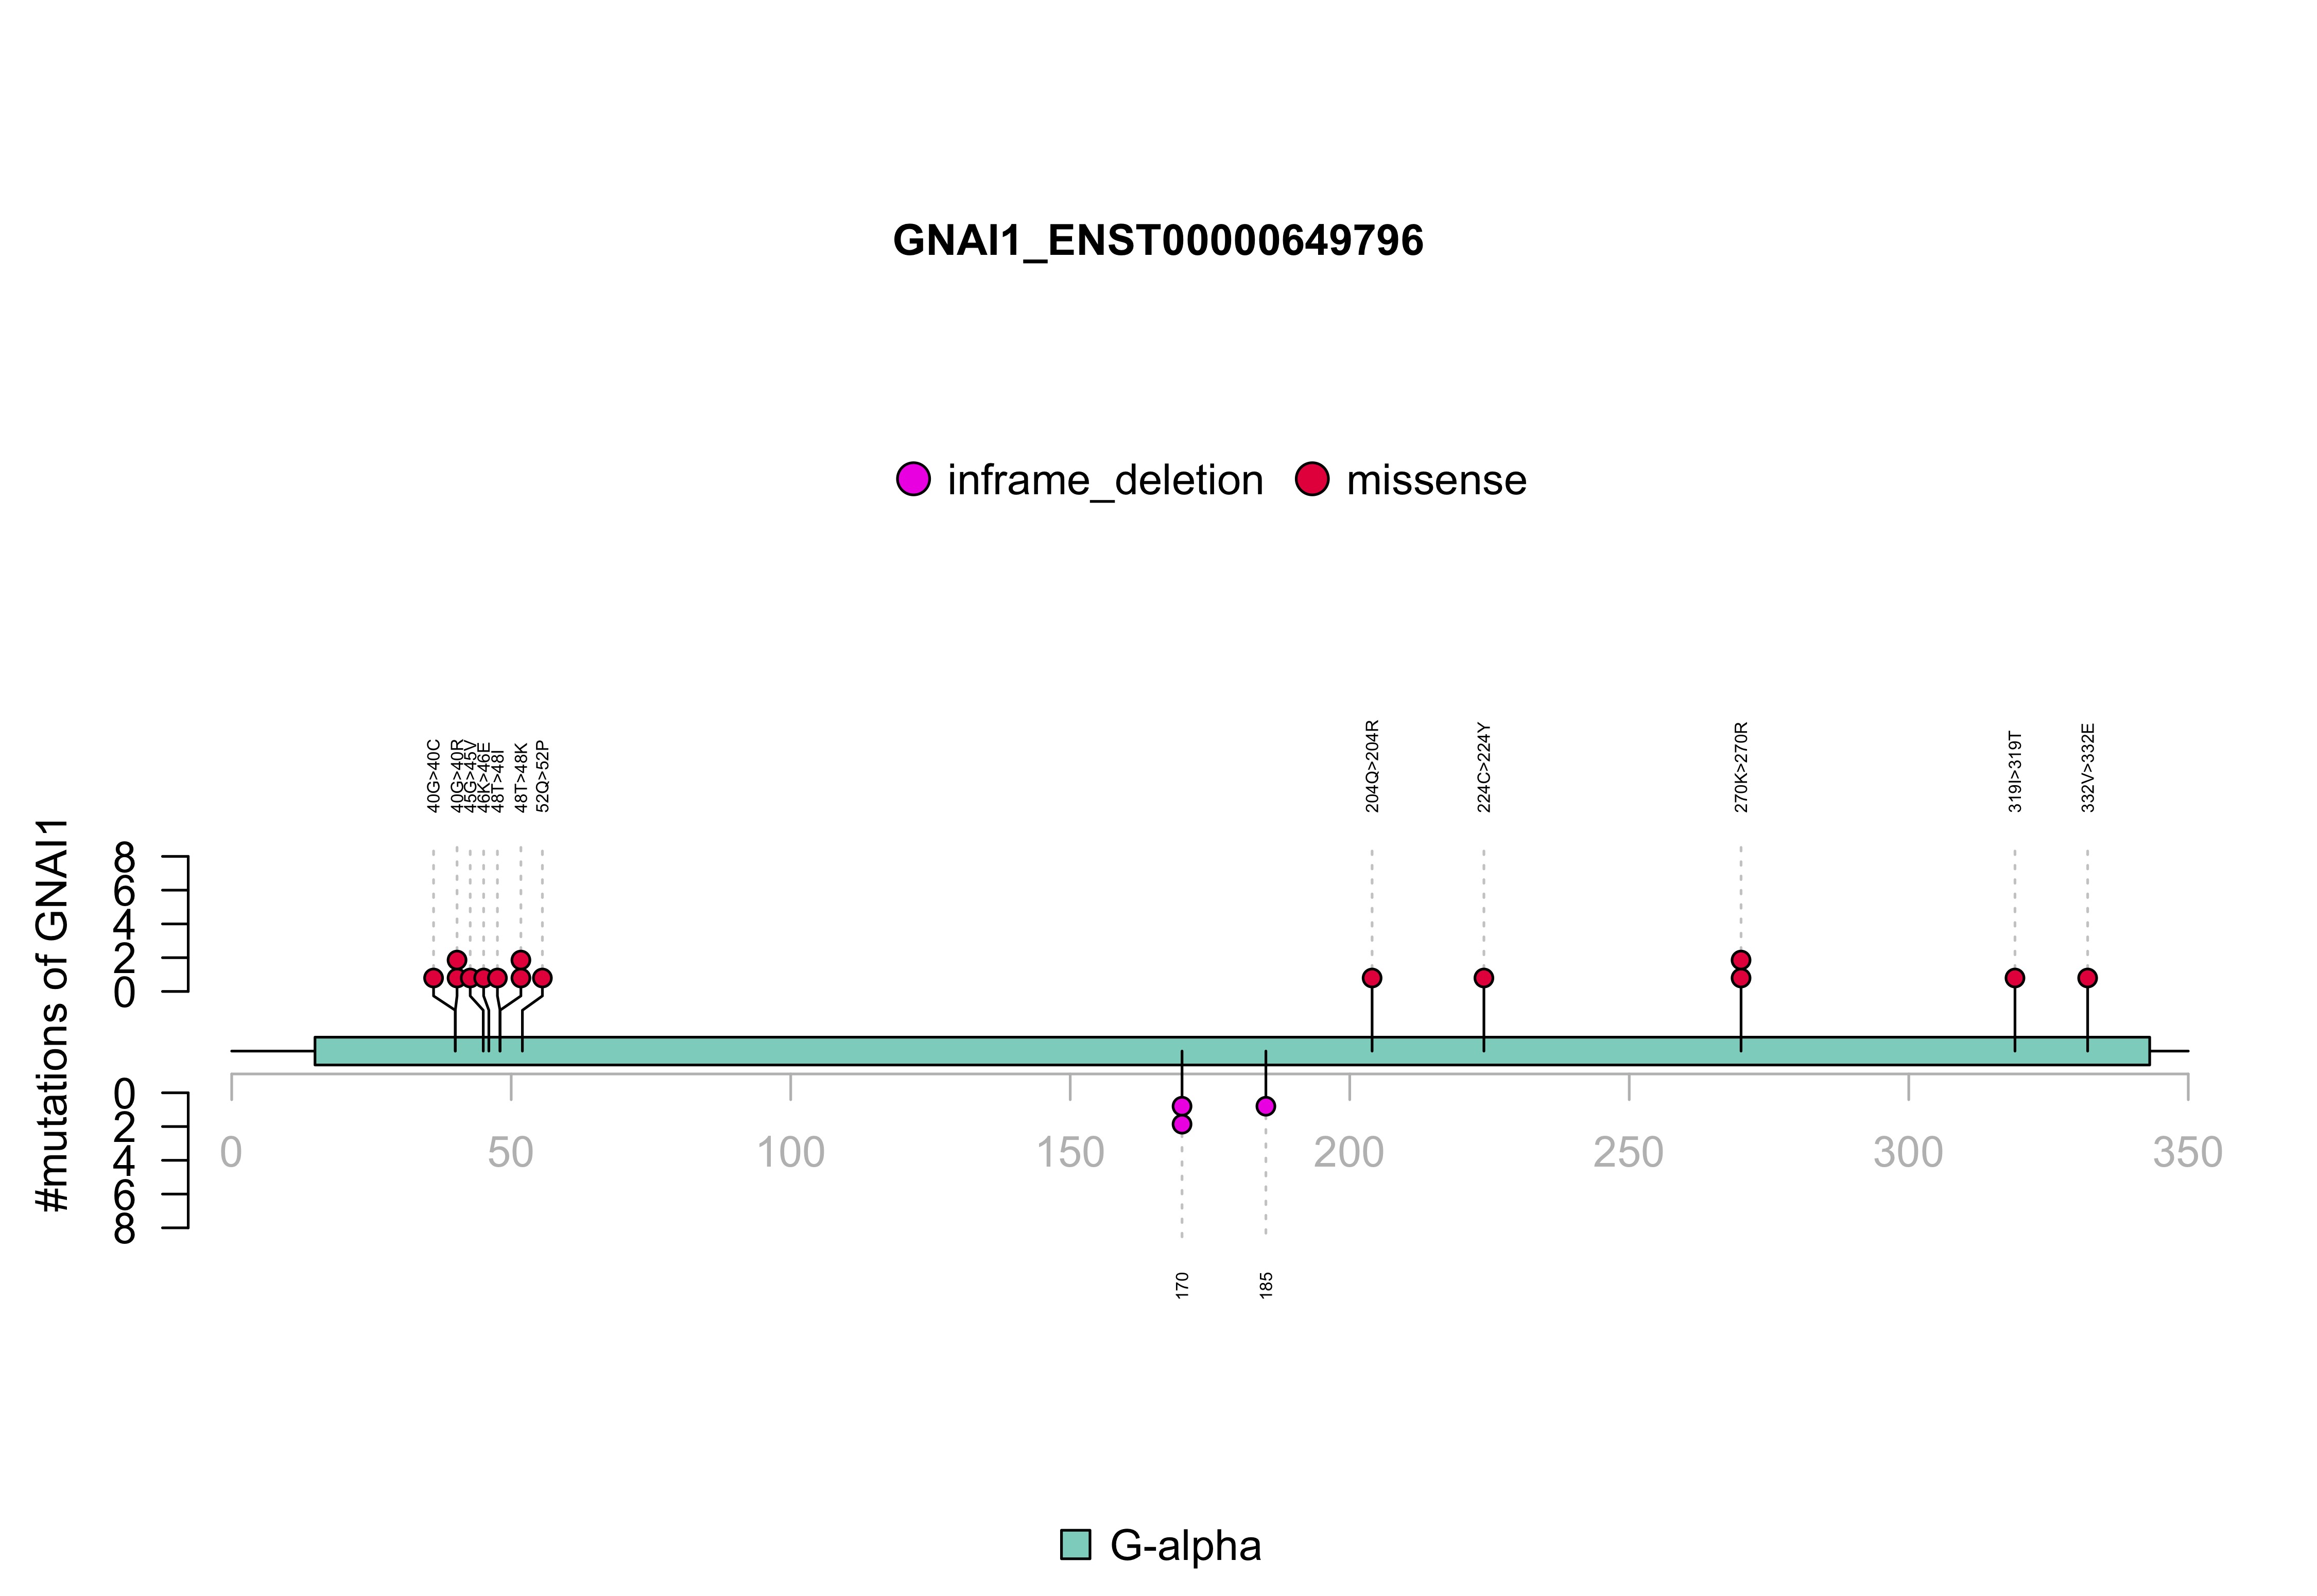 GNAI1_ENST00000649796
inframe_deletion
missense
40G>40C
40G>40R
45G>45V
46K>46E
48T>48I
48T>48K
52Q>52P
204Q>204R
224C>224Y
270K>270R
319I>319T
332V>332E
#mutations of GNAI1
8
6
4
2
0
0
2
4
6
8
0 50 100 150 200 250 300 350
170
185
G-alpha